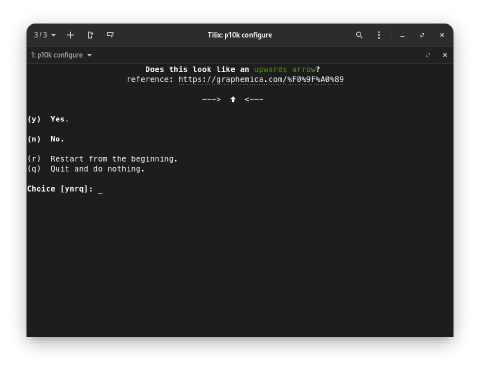 3 / 3
Tilix: p10k configure
1: p10k configure
Does this look like an upwards arrow?
reference: https://graphemica.com/%F0%9F%A0%89
---> 🠉 <---
(y) Yes.
(n) No.
(r) Restart from the beginning.
(q) Quit and do nothing.
Choice [ynrq]: _